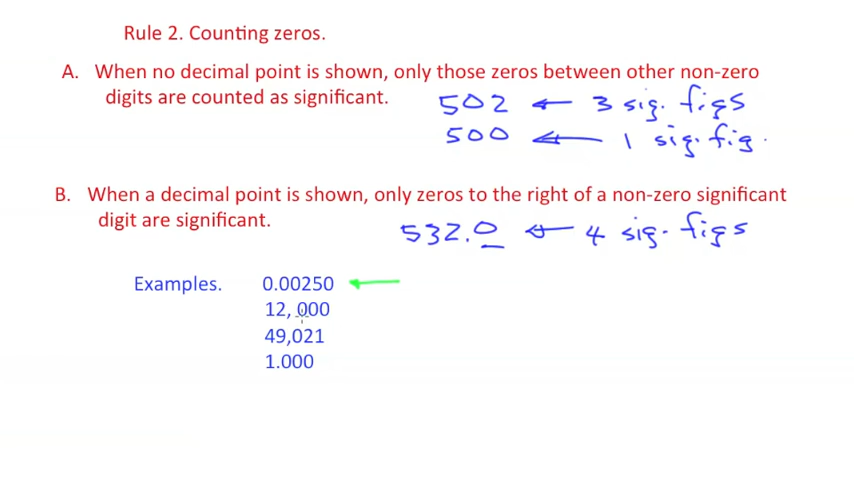 Rule 2. Counting zeros.
A. When no decimal point is shown, only those zeros between other non-zero
digits are counted as significant.
502 ← 3 sig. figs
500 ← 1 sig. fig.
B. When a decimal point is shown, only zeros to the right of a non-zero significant
digit are significant.
532.0 ← 4 sig. figs
Examples. 0.00250
12, 000
49,021
1.000